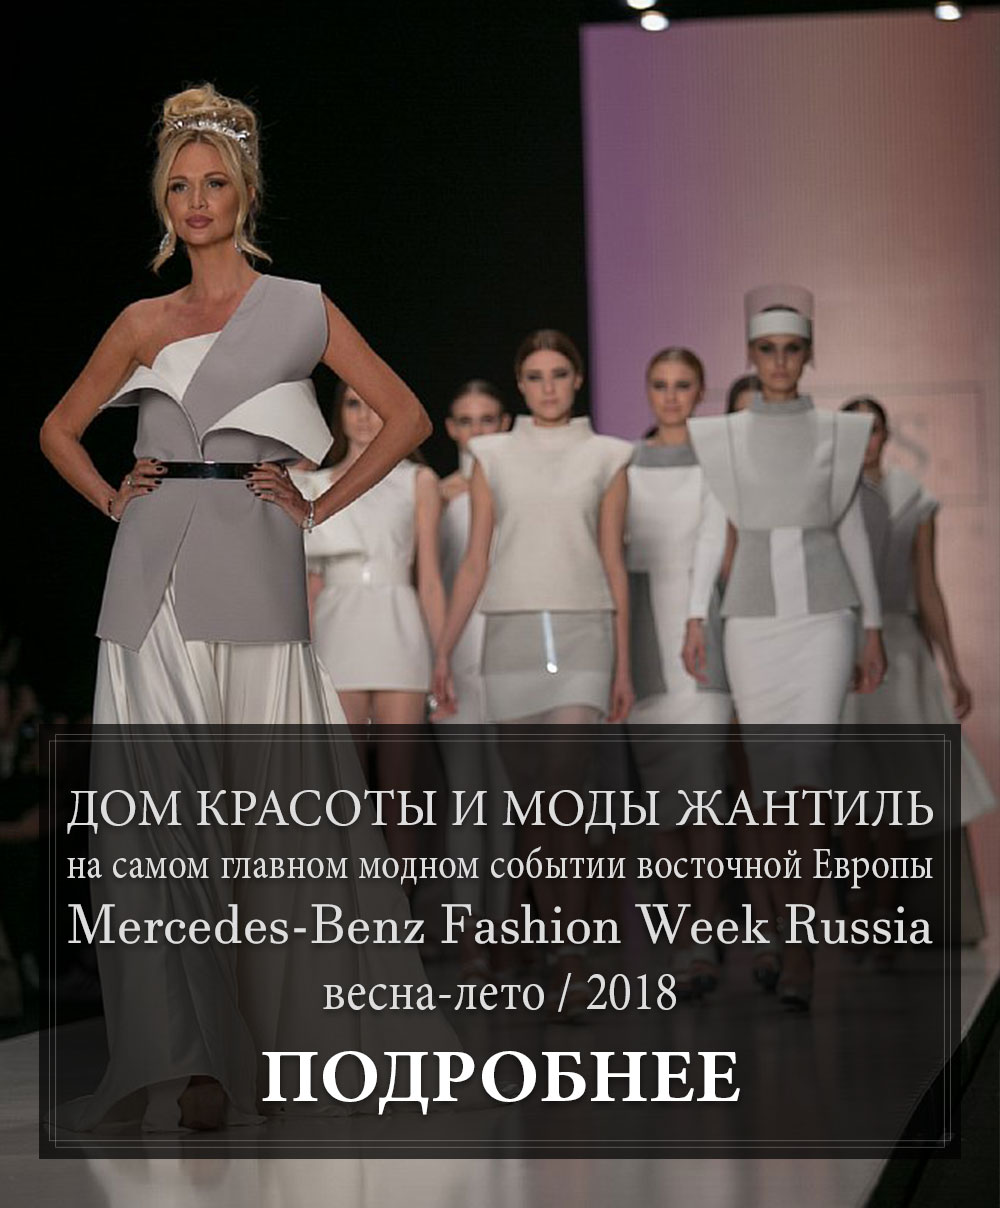 ДОМ КРАСОТЫ И МОДЫ ЖАНТИЛЬ
на самом главном модном событии восточной Европы
Mercedes-Benz Fashion Week Russia
весна-лето / 2018
ПОДРОБНЕЕ